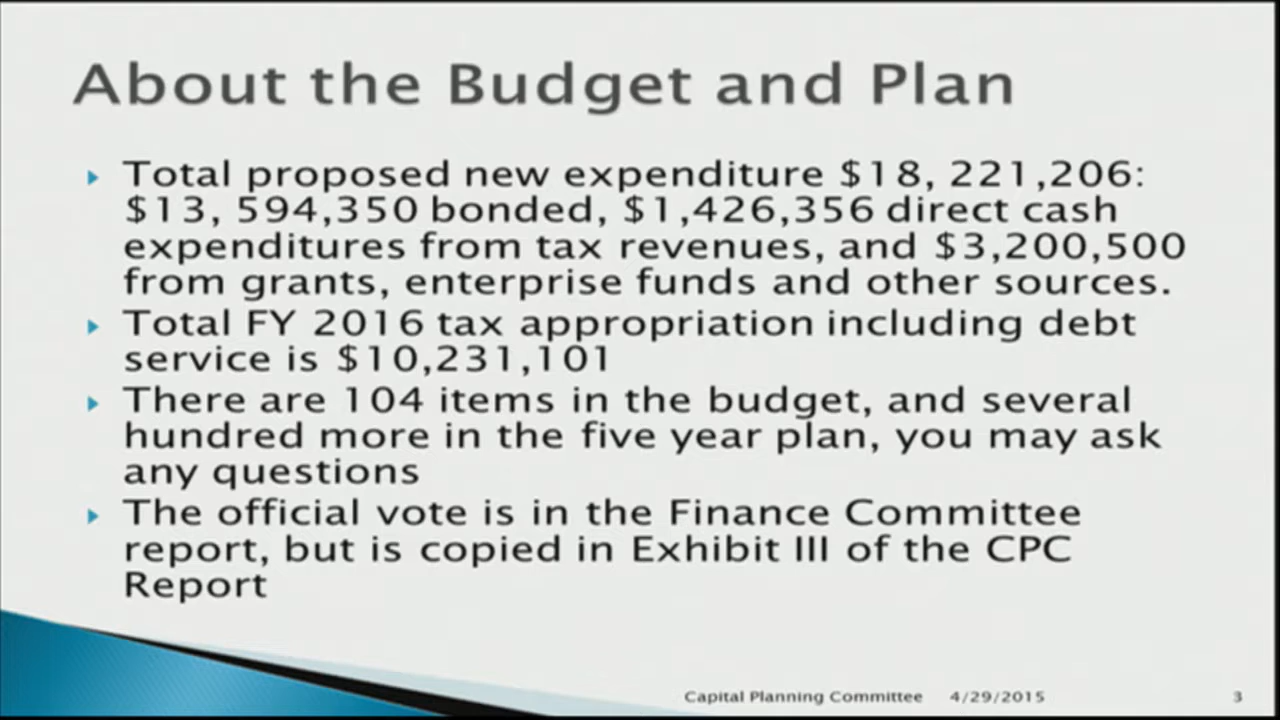 About the Budget and Plan
Total proposed new expenditure $18, 221,206:
$13, 594,350 bonded, $1,426,356 direct cash
expenditures from tax revenues, and $3,200,500
from grants, enterprise funds and other sources.
Total FY 2016 tax appropriation including debt
service is $10,231,101
There are 104 items in the budget, and several
hundred more in the five year plan, you may ask
any questions
The official vote is in the Finance Committee
report, but is copied in Exhibit III of the CPC
Report
Capital Planning Committee 4/29/2015 3